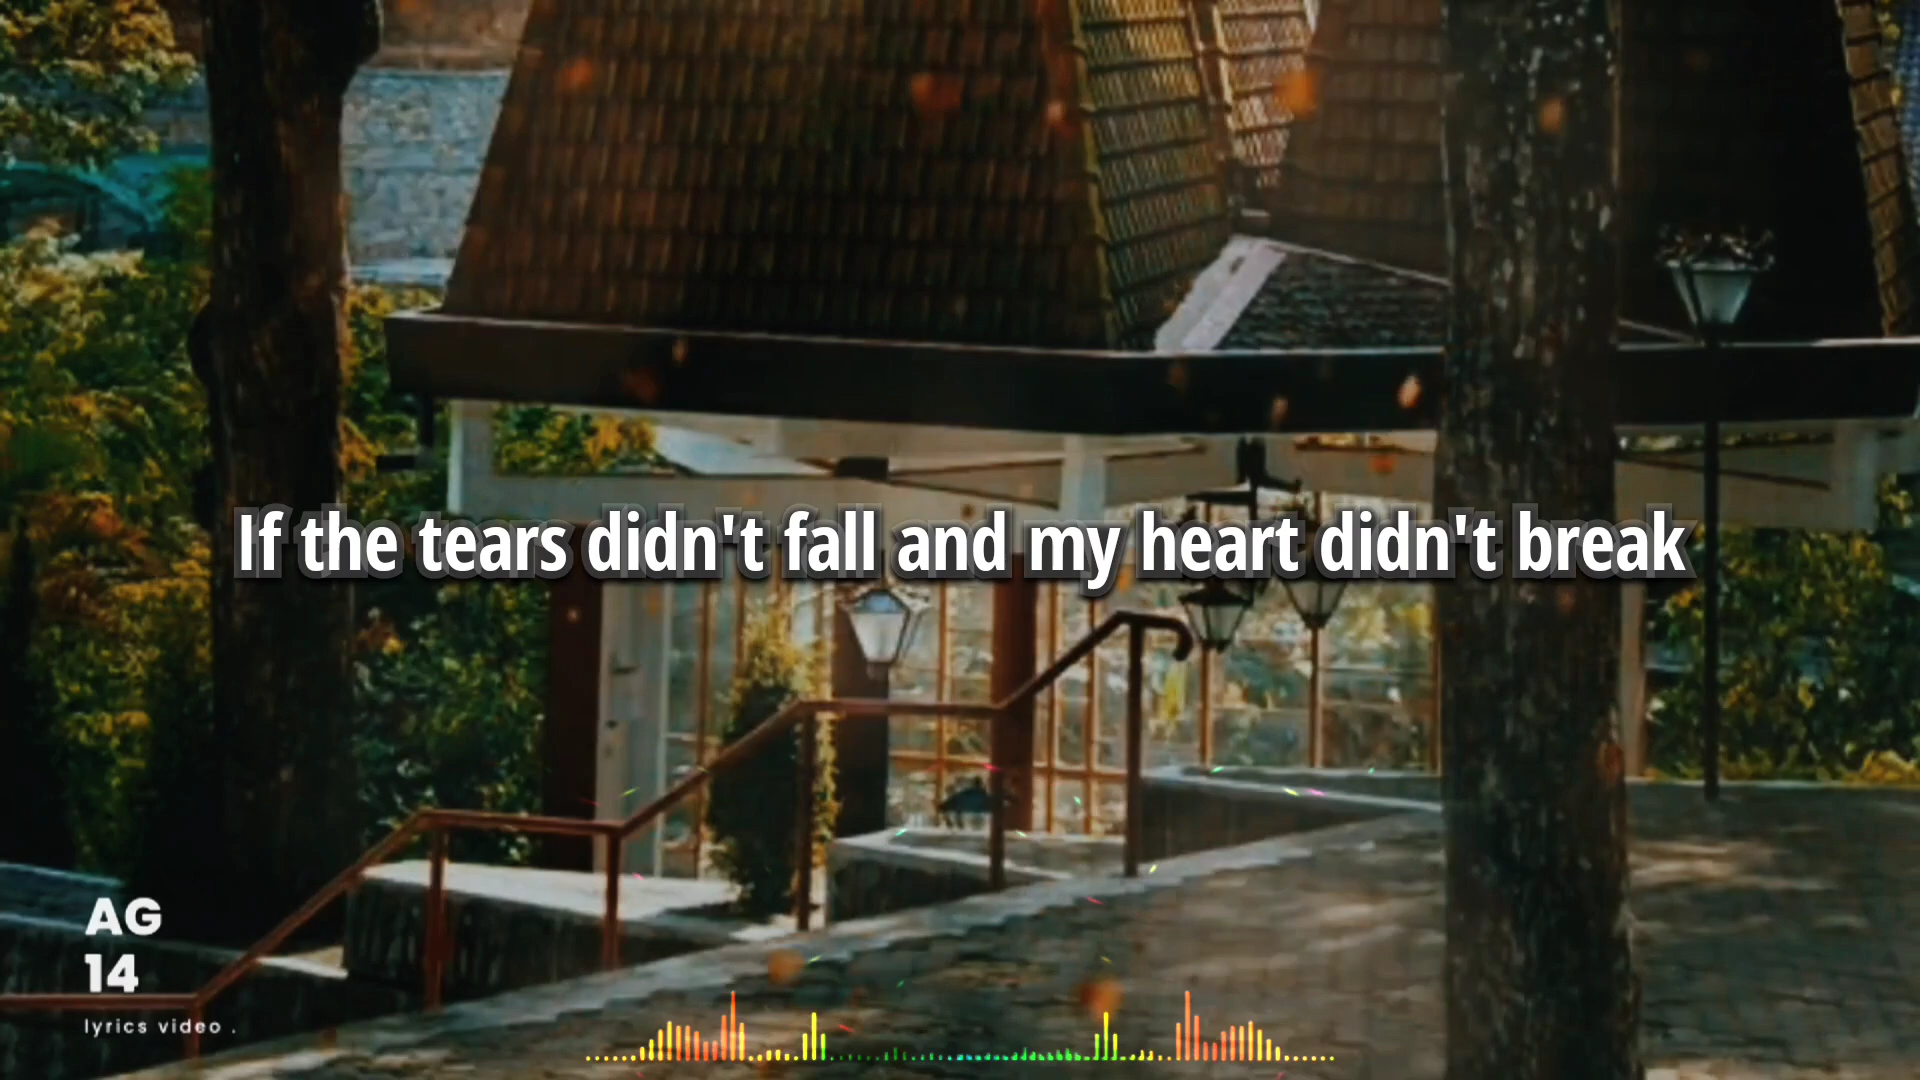 If the tears didn't fall and my heart didn't break
AG
14
lyrics video .